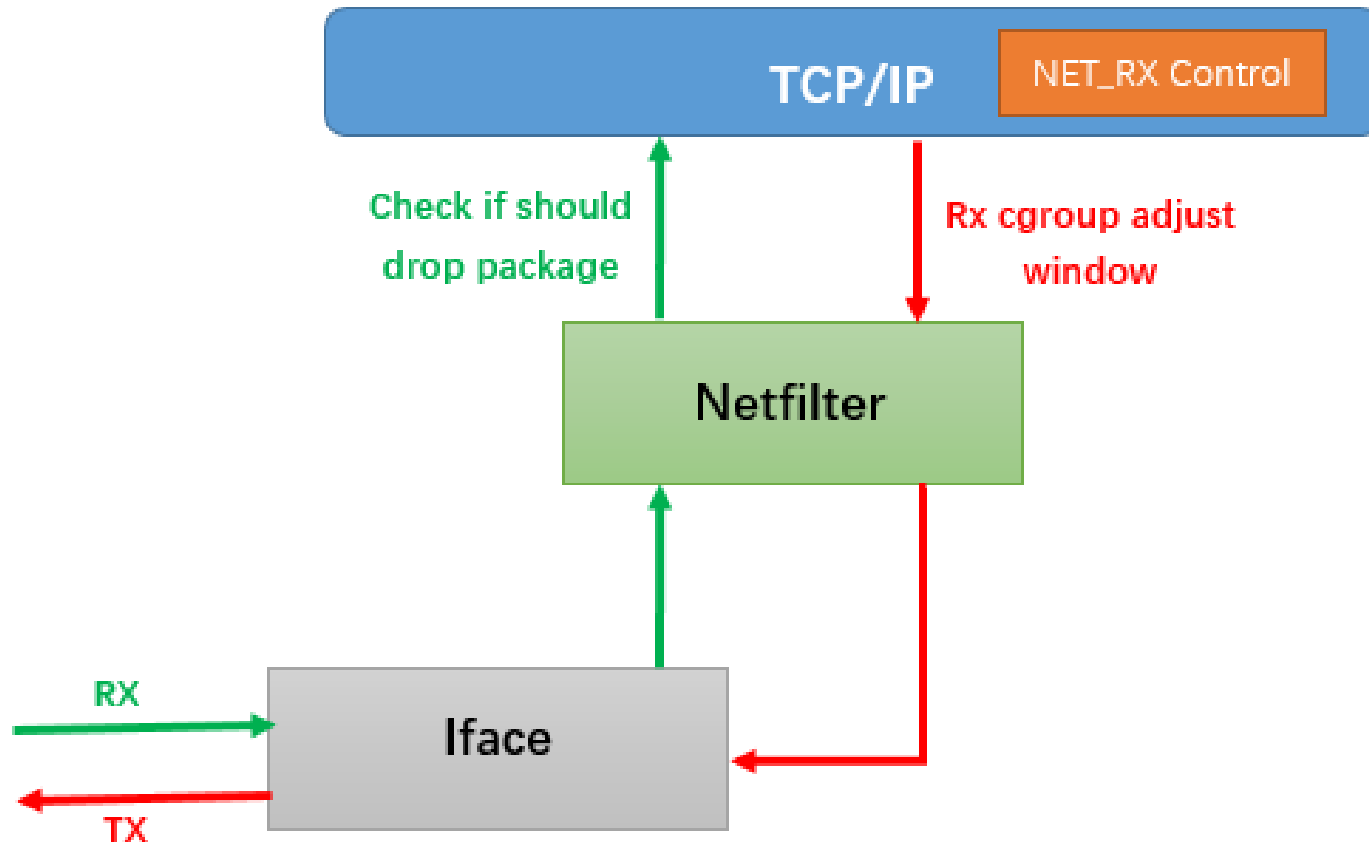 TCP/IP
NET_RX Control
Check if should
drop package
Rx cgroup adjust
window
Netfilter
RX
Iface
TX